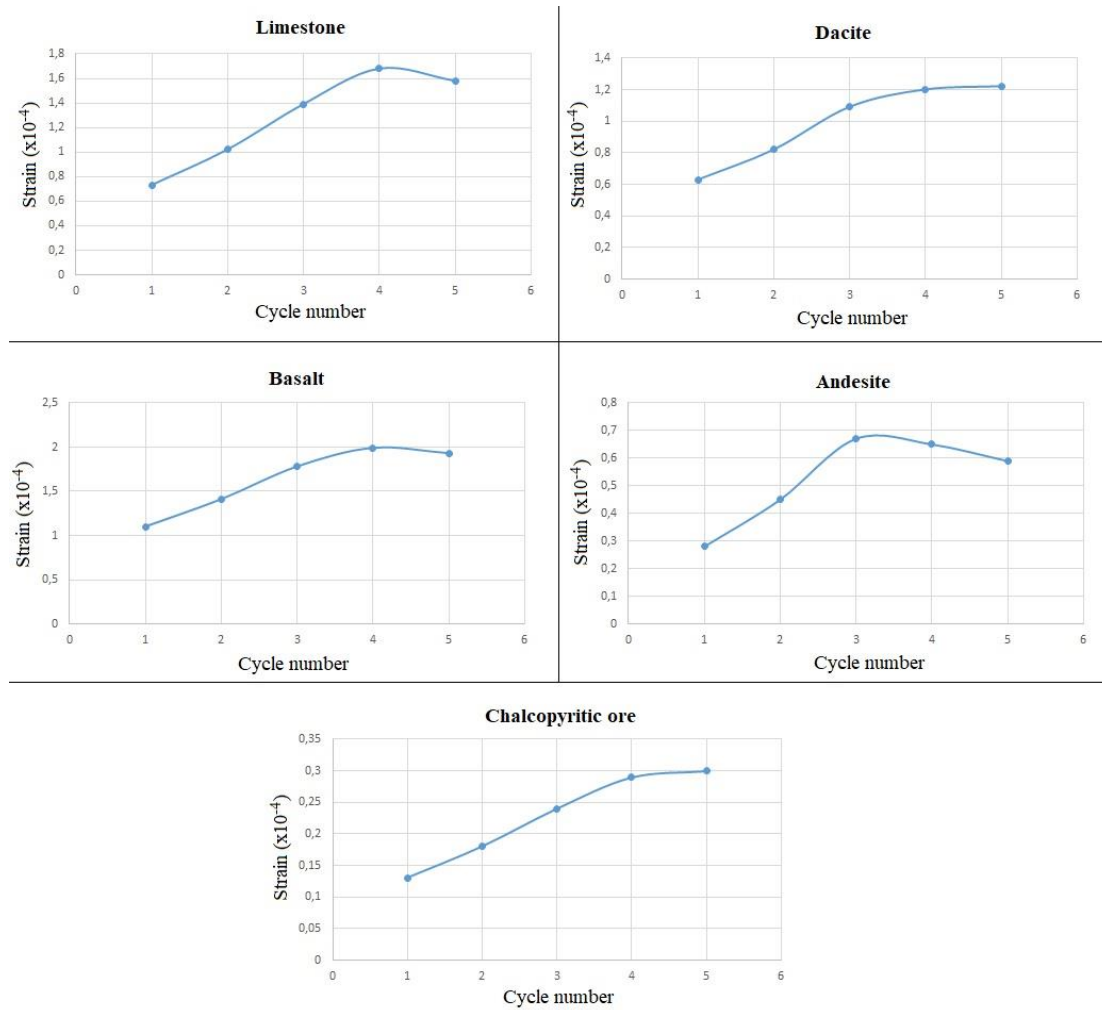 Limestone
Strain (x10-4)
1,8
1,6
1,4
1,2
1
0,8
0,6
0,4
0,2
0
0 1 2 3 4 5 6
Cycle number
Dacite
Strain (x10-4)
1,4
1,2
1
0,8
0,6
0,4
0,2
0
0 1 2 3 4 5 6
Cycle number
Basalt
Strain (x10-4)
2,5
2
1,5
1
0,5
0
0 1 2 3 4 5 6
Cycle number
Andesite
Strain (x10-4)
0,8
0,7
0,6
0,5
0,4
0,3
0,2
0,1
0
0 1 2 3 4 5 6
Cycle number
Chalcopyritic ore
Strain (x10-4)
0,35
0,3
0,25
0,2
0,15
0,1
0,05
0
0 1 2 3 4 5 6
Cycle number